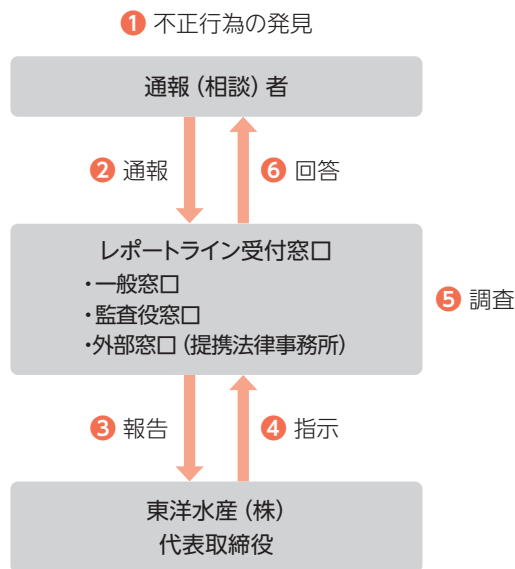 ❶ 不正行為の発見
通報（相談）者
❷ 通報
❻ 回答
レポートライン受付窓口
・一般窓口
・監査役窓口
・外部窓口（提携法律事務所）
❺ 調査
❸ 報告
❹ 指示
東洋水産（株）
代表取締役